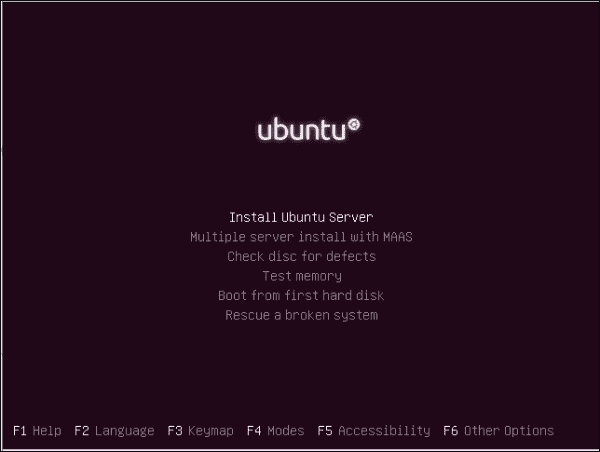 ubuntu
Install Ubuntu Server
Multiple server install with MAAS
Check disc for defects
Test memory
Boot from first hard disk
Rescue a broken system
F1 Help F2 Language F3 Keymap F4 Modes F5 Accessibility F6 Other Options